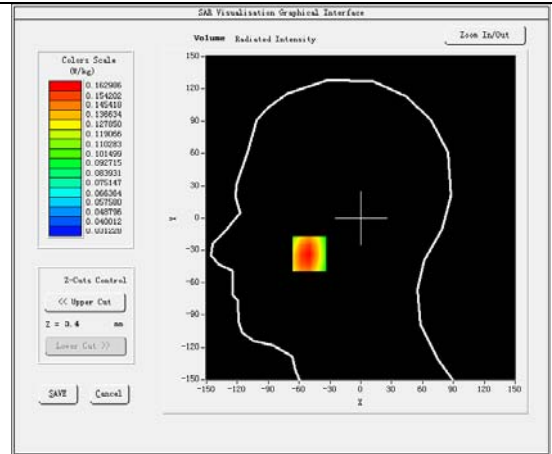 SAR Visualisation Graphical Interface
Volume Radiated Intensity
Zoom In/Out
Colors Scale
(W/kg)
0.162986
0.154202
0.145418
0.136634
0.127850
0.119066
0.110283
0.101499
0.092715
0.083931
0.075147
0.066364
0.057580
0.048796
0.040012
0.031228
Z-Cuts Control
<< Upper Cut
Z = 3.4 mm
Lower Cut >>
SAVE
Cancel
150
120
90
60
30
0
-30
-60
-90
-120
-150
Y
-150 -120 -90 -60 -30 0 30 60 90 120 150
X